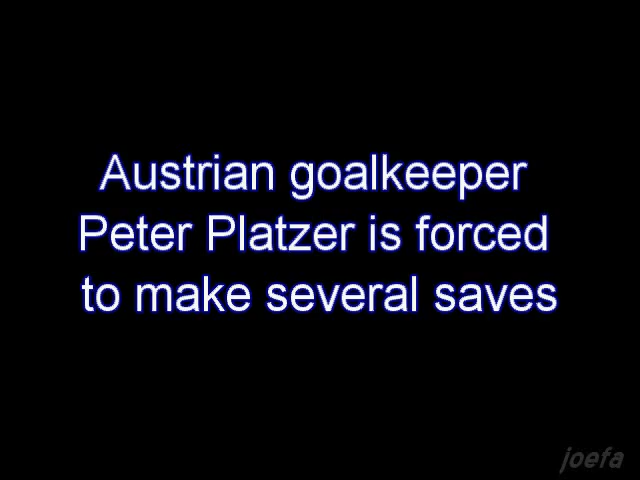 Austrian goalkeeper
Peter Platzer is forced
to make several saves
joefa